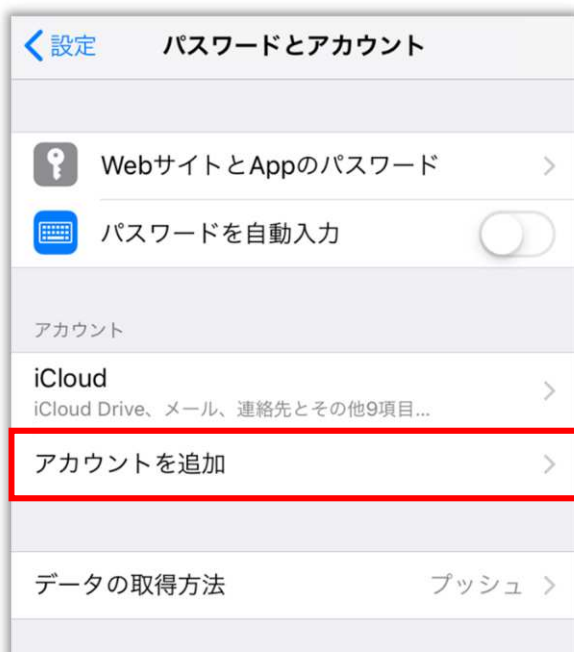 設定 パスワードとアカウント
WebサイトとAppのパスワード
パスワードを自動入力
アカウント
iCloud
iCloud Drive、メール、連絡先とその他9項目...
アカウントを追加
データの取得方法 プッシュ